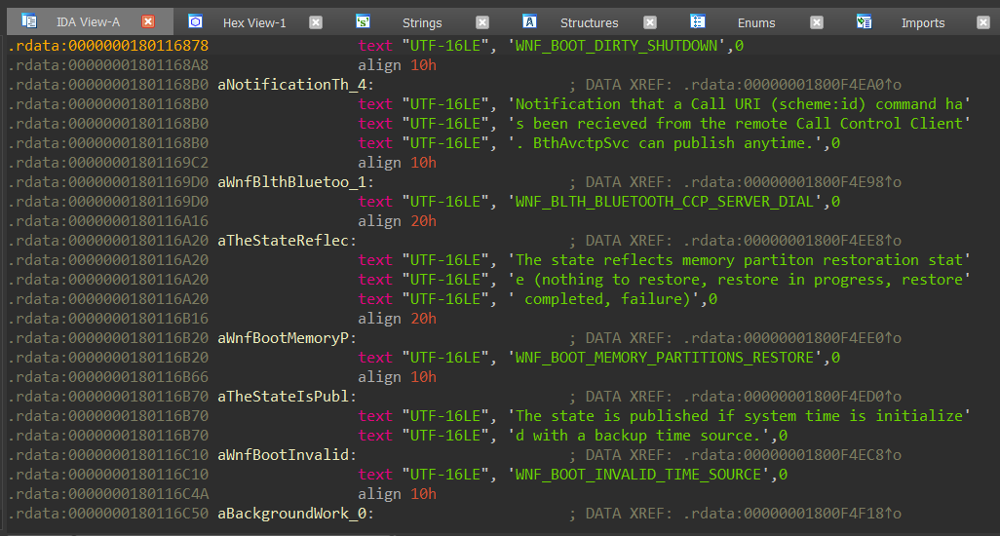 IDA View-A Hex View-1 Strings Structures Enums Imports
.rdata:0000000180116878 text "UTF-16LE", 'WNF_BOOT_DIRTY_SHUTDOWN',0
.rdata:00000001801168A8 align 10h
.rdata:00000001801168B0 aNotificationTh_4: ; DATA XREF: .rdata:00000001800F4EA0↑o
.rdata:00000001801168B0 text "UTF-16LE", 'Notification that a Call URI (scheme:id) command ha'
.rdata:00000001801168B0 text "UTF-16LE", 's been recieved from the remote Call Control Client'
.rdata:00000001801168B0 text "UTF-16LE", '. BthAvctpSvc can publish anytime.',0
.rdata:00000001801169C2 align 10h
.rdata:00000001801169D0 aWnfBlthBluetoo_1: ; DATA XREF: .rdata:00000001800F4E98↑o
.rdata:00000001801169D0 text "UTF-16LE", 'WNF_BLTH_BLUETOOTH_CCP_SERVER_DIAL',0
.rdata:0000000180116A16 align 20h
.rdata:0000000180116A20 aTheStateReflec: ; DATA XREF: .rdata:00000001800F4EE8↑o
.rdata:0000000180116A20 text "UTF-16LE", 'The state reflects memory partiton restoration stat'
.rdata:0000000180116A20 text "UTF-16LE", 'e (nothing to restore, restore in progress, restore'
.rdata:0000000180116A20 text "UTF-16LE", ' completed, failure)',0
.rdata:0000000180116B16 align 20h
.rdata:0000000180116B20 aWnfBootMemoryP: ; DATA XREF: .rdata:00000001800F4EE0↑o
.rdata:0000000180116B20 text "UTF-16LE", 'WNF_BOOT_MEMORY_PARTITIONS_RESTORE',0
.rdata:0000000180116B66 align 10h
.rdata:0000000180116B70 aTheStateIsPubl: ; DATA XREF: .rdata:00000001800F4ED0↑o
.rdata:0000000180116B70 text "UTF-16LE", 'The state is published if system time is initialize'
.rdata:0000000180116B70 text "UTF-16LE", 'd with a backup time source.',0
.rdata:0000000180116C10 aWnfBootInvalid: ; DATA XREF: .rdata:00000001800F4EC8↑o
.rdata:0000000180116C10 text "UTF-16LE", 'WNF_BOOT_INVALID_TIME_SOURCE',0
.rdata:0000000180116C4A align 10h
.rdata:0000000180116C50 aBackgroundWork_0: ; DATA XREF: .rdata:00000001800F4F18↑o